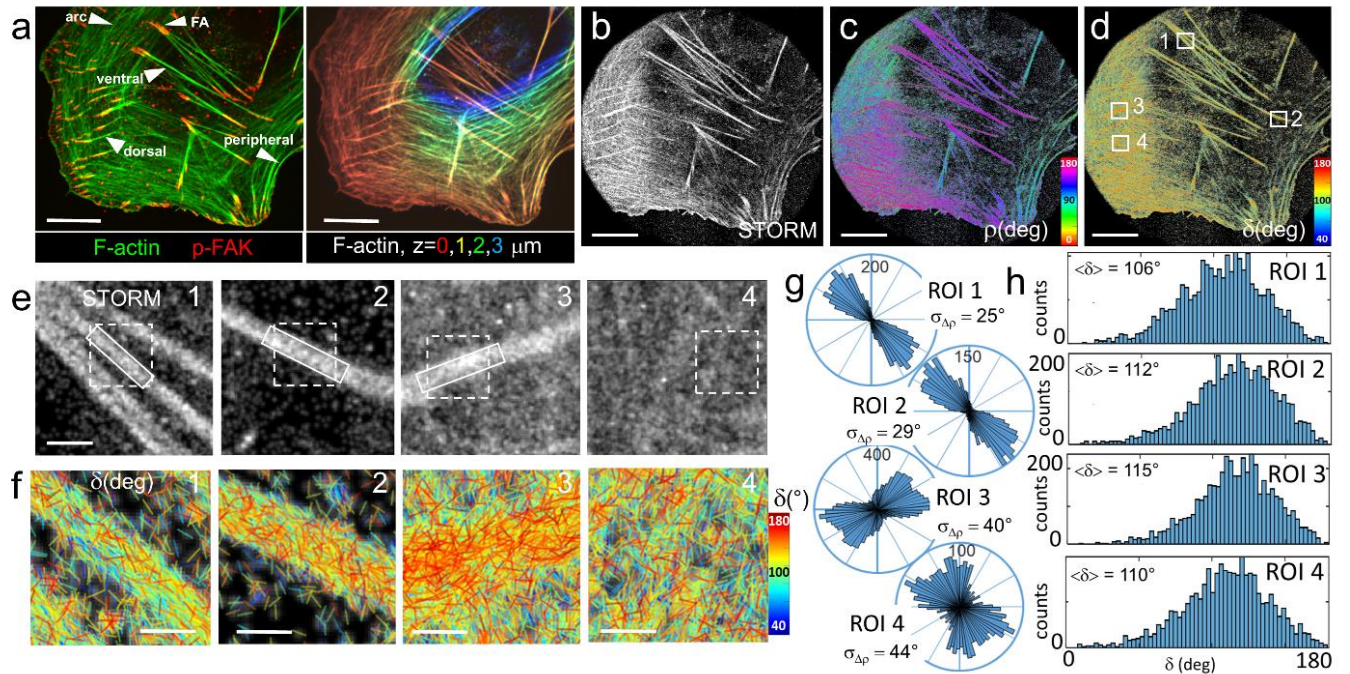 a
arc
FA
ventral
dorsal
peripheral
F-actin p-FAK
F-actin, z=0,1,2,3 µm
b
STORM
c
180
90
0
ρ(deg)
d
1
2
3
4
180
100
40
δ(deg)
e
STORM 1
2
3
4
f
δ(deg) 1
2
3
4
δ(°)
180
100
40
g
200
ROI 1
σΔρ = 25°
150
ROI 2
σΔρ = 29°
400
ROI 3
σΔρ = 40°
100
ROI 4
σΔρ = 44°
h
<δ> = 106° ROI 1
counts
0
200
<δ> = 112° ROI 2
counts
0
200
<δ> = 115° ROI 3
counts
0
<δ> = 110° ROI 4
counts
0
0 δ (deg) 180